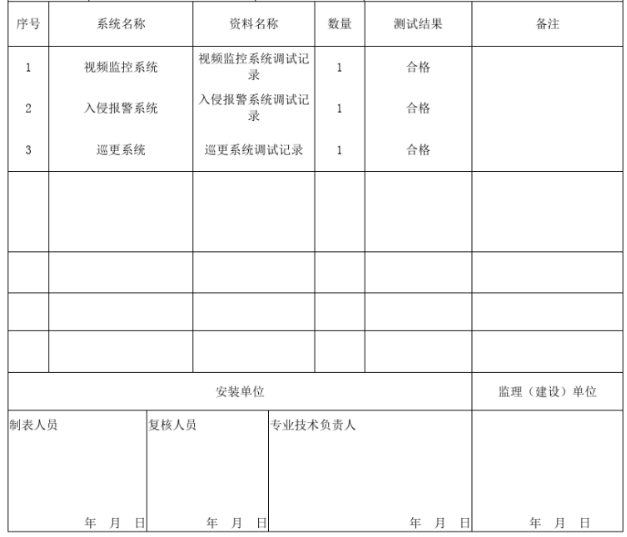 序号 系统名称 资料名称 数量 测试结果 备注
1 视频监控系统 视频监控系统调试记录 1 合格
2 入侵报警系统 入侵报警系统调试记录 1 合格
3 巡更系统 巡更系统调试记录 1 合格
安装单位 监理（建设）单位
制表人员 复核人员 专业技术负责人
年 月 日 年 月 日 年 月 日 年 月 日